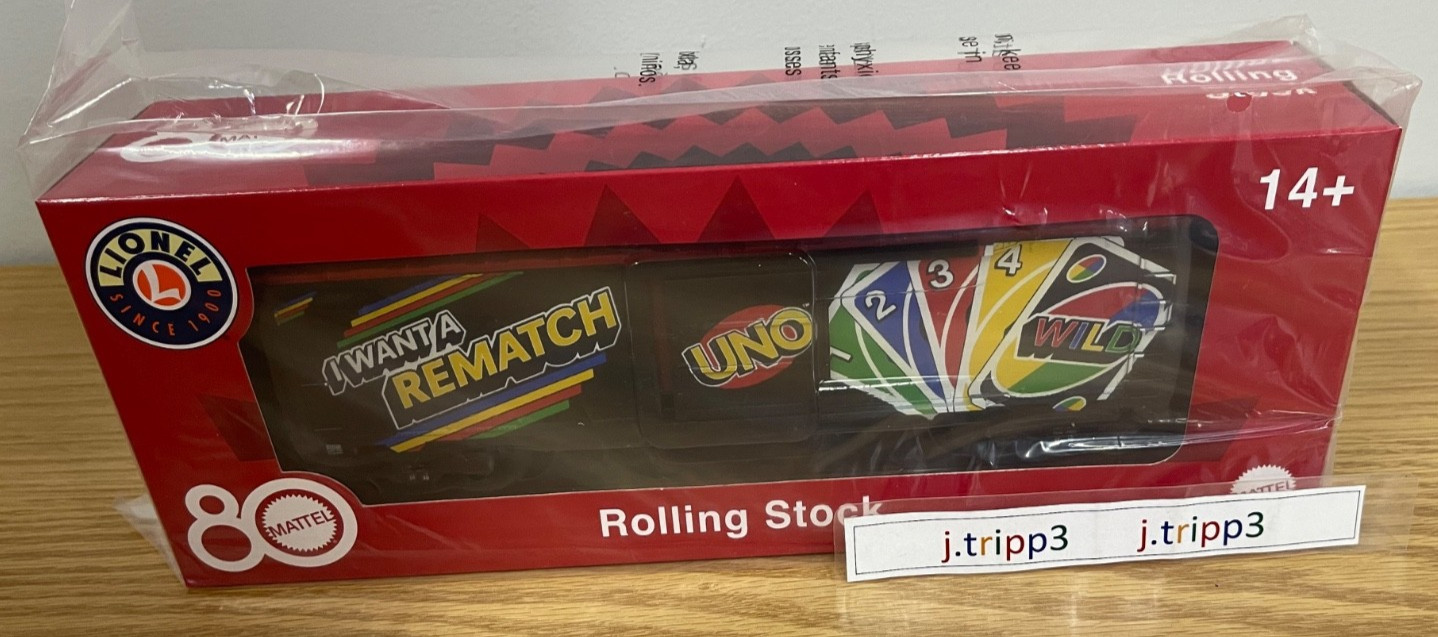 Rolling
Stock
14+
LIONEL
SINCE 1900
L
I WANT A
REMATCH
UNO
1
2
3
4
WILD
80
MATTEL
Rolling Stock
MATTEL
j.tripp3 j.tripp3